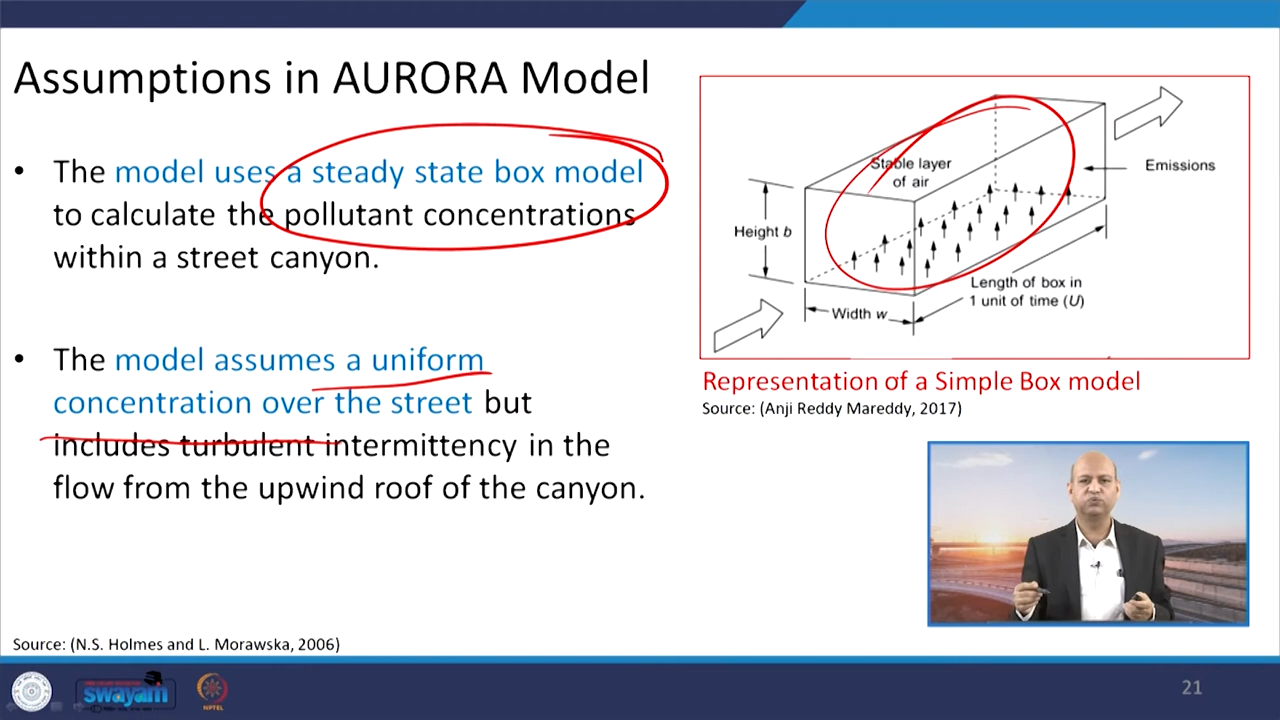 Assumptions in AURORA Model
• The model uses a steady state box model
to calculate the pollutant concentrations
within a street canyon.
• The model assumes a uniform
concentration over the street but
includes turbulent intermittency in the
flow from the upwind roof of the canyon.
Stable layer
of air
Emissions
Height b
Length of box in
1 unit of time (U)
Width w
Representation of a Simple Box model
Source: (Anji Reddy Mareddy, 2017)
Source: (N.S. Holmes and L. Morawska, 2006)
swayam
NPTEL
21